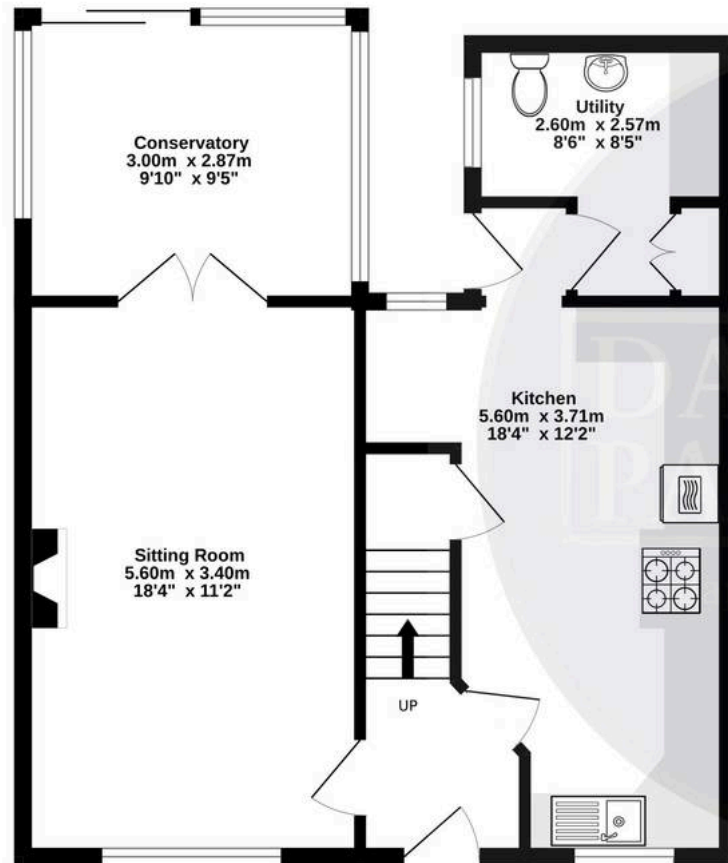 Conservatory
3.00m x 2.87m
9'10" x 9'5"
Utility
2.60m x 2.57m
8'6" x 8'5"
Kitchen
5.60m x 3.71m
18'4" x 12'2"
Sitting Room
5.60m x 3.40m
18'4" x 11'2"
UP